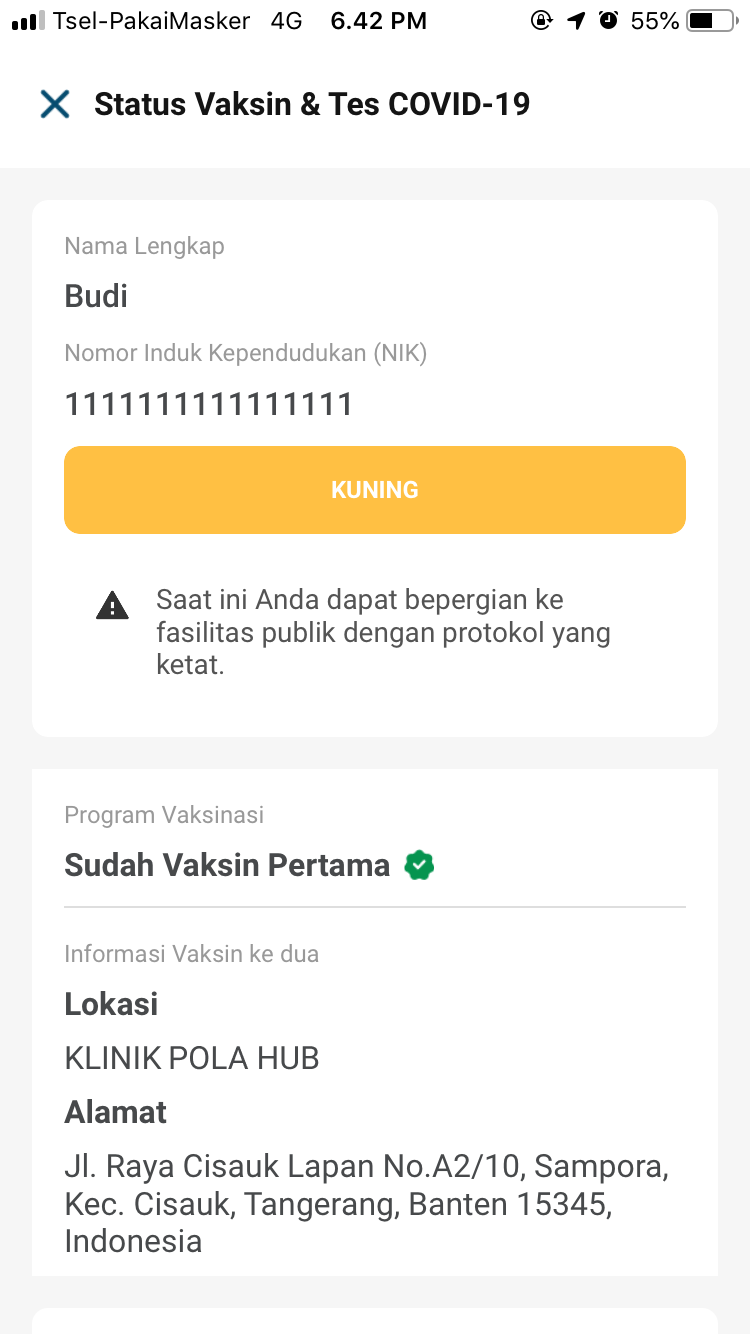 Tsel-PakaiMasker 4G 6.42 PM 55%
Status Vaksin & Tes COVID-19
Nama Lengkap
Budi
Nomor Induk Kependudukan (NIK)
1111111111111111
KUNING
Saat ini Anda dapat bepergian ke
fasilitas publik dengan protokol yang
ketat.
Program Vaksinasi
Sudah Vaksin Pertama
Informasi Vaksin ke dua
Lokasi
KLINIK POLA HUB
Alamat
Jl. Raya Cisauk Lapan No.A2/10, Sampora,
Kec. Cisauk, Tangerang, Banten 15345,
Indonesia